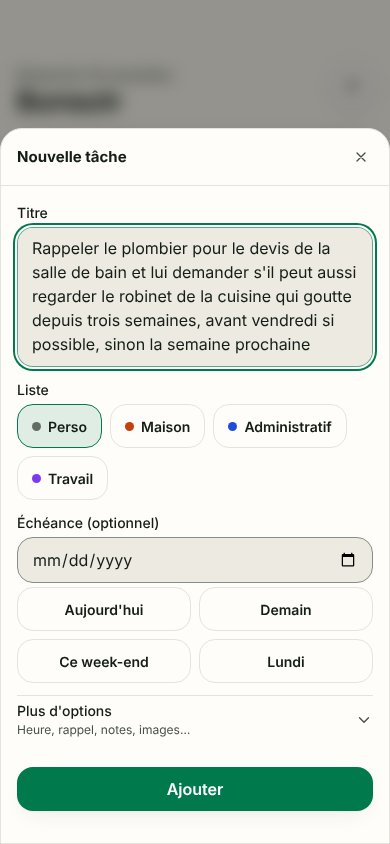 Nouvelle tâche
Titre
Rappeler le plombier pour le devis de la
salle de bain et lui demander s'il peut aussi
regarder le robinet de la cuisine qui goutte
depuis trois semaines, avant vendredi si
possible, sinon la semaine prochaine
Liste
Perso
Maison
Administratif
Travail
Échéance (optionnel)
mm/dd/yyyy
Aujourd'hui
Demain
Ce week-end
Lundi
Plus d'options
Heure, rappel, notes, images...
Ajouter